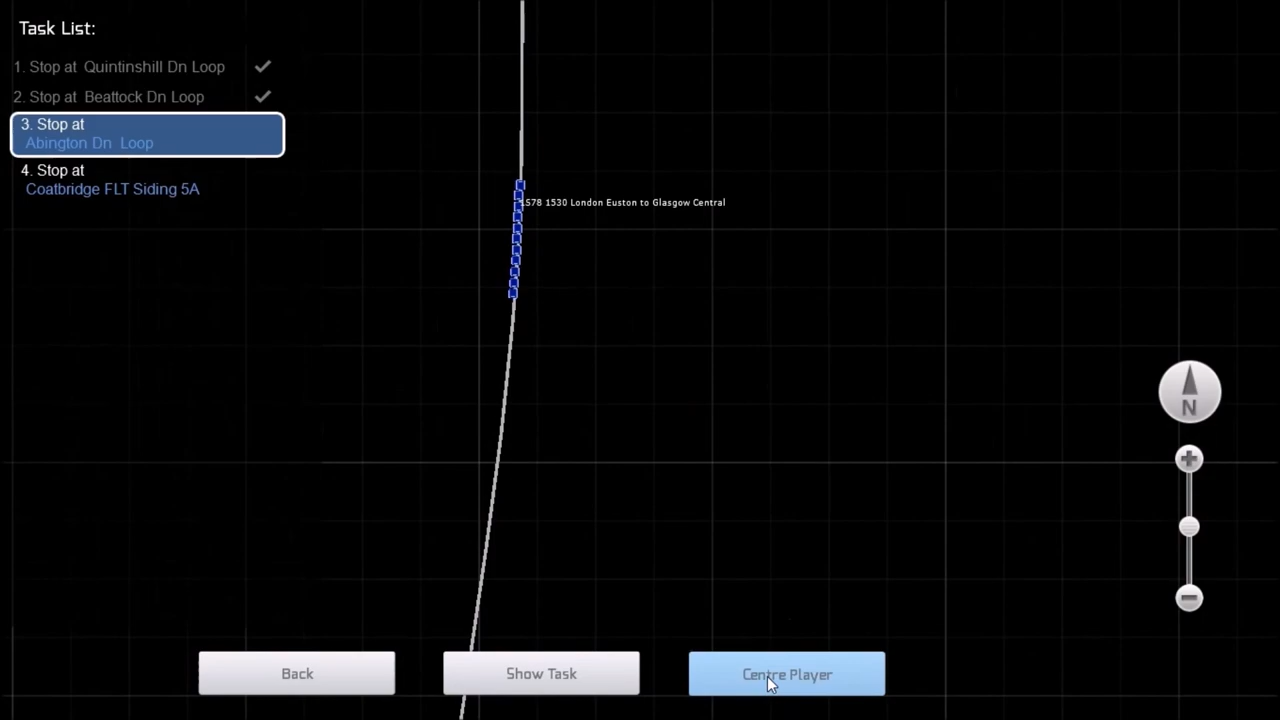 Task List:
1. Stop at Quintinshill Dn Loop
2. Stop at Beattock Dn Loop
3. Stop at
Abington Dn Loop
4. Stop at
Coatbridge FLT Siding 5A
1S78 1530 London Euston to Glasgow Central
N
Back
Show Task
Centre Player